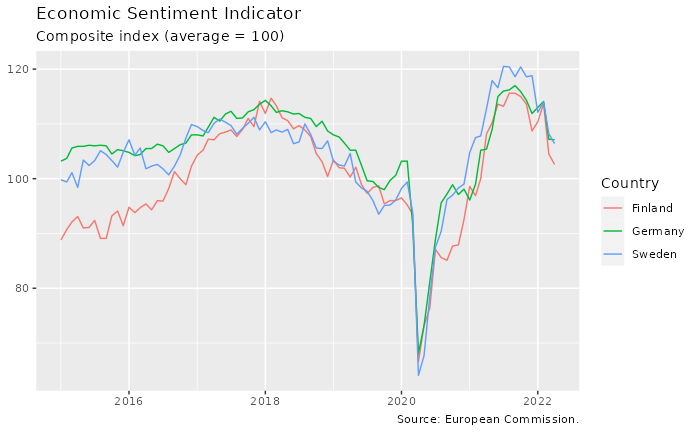 Economic Sentiment Indicator
Composite index (average = 100)
120
100
80
2016
2018
2020
2022
Country
Finland
Germany
Sweden
Source: European Commission.